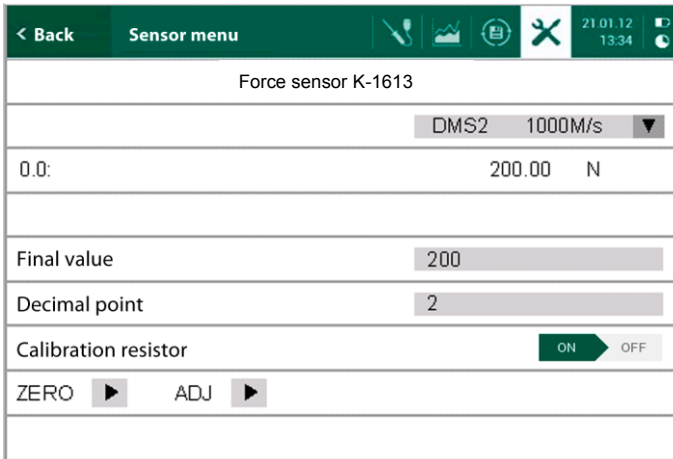 < Back Sensor menu 21.01.12
13:34
Force sensor K-1613
DMS2 1000M/s ▼
0.0: 200.00 N
Final value 200
Decimal point 2
Calibration resistor ON OFF
ZERO ▶ ADJ ▶